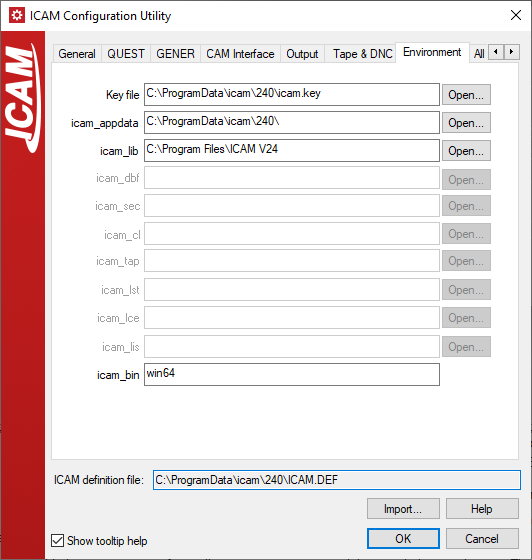 ICAM Configuration Utility
ICAM
General QUEST GENER CAM Interface Output Tape & DNC Environment All
Key file C:\ProgramData\icam\240\icam.key Open...
icam_appdata C:\ProgramData\icam\240\ Open...
icam_lib C:\Program Files\ICAM V24 Open...
icam_dbf Open...
icam_sec Open...
icam_cl Open...
icam_tap Open...
icam_lst Open...
icam_lce Open...
icam_lis Open...
icam_bin win64
ICAM definition file: C:\ProgramData\icam\240\ICAM.DEF
Import... Help
Show tooltip help OK Cancel